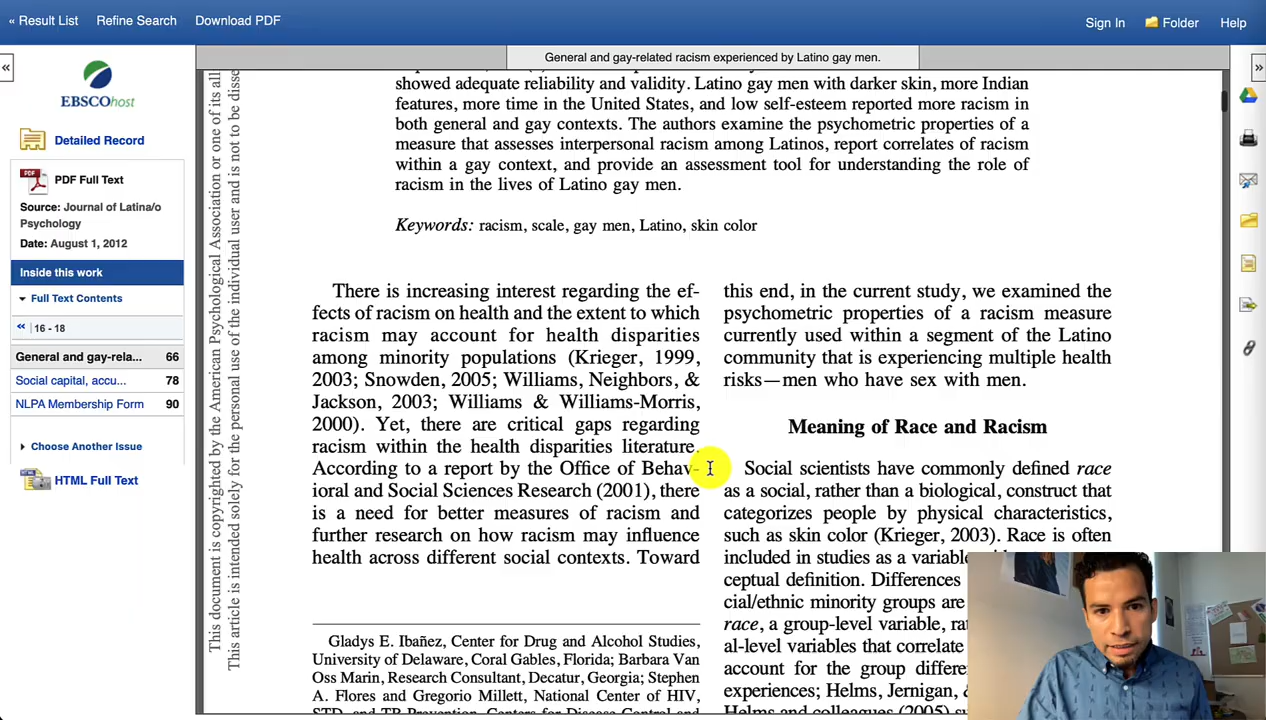 « Result List Refine Search Download PDF
Sign In Folder Help
General and gay-related racism experienced by Latino gay men.
«
»
EBSCOhost
Detailed Record
PDF PDF Full Text
Source: Journal of Latina/o
Psychology
Date: August 1, 2012
Inside this work
Full Text Contents
« | 16 - 18
General and gay-rela... 66
Social capital, accu... 78
NLPA Membership Form 90
Choose Another Issue
HTML Full Text
This document is copyrighted by the American Psychological Association or one of its all
This article is intended solely for the personal use of the individual user and is not to be disse
showed adequate reliability and validity. Latino gay men with darker skin, more Indian
features, more time in the United States, and low self-esteem reported more racism in
both general and gay contexts. The authors examine the psychometric properties of a
measure that assesses interpersonal racism among Latinos, report correlates of racism
within a gay context, and provide an assessment tool for understanding the role of
racism in the lives of Latino gay men.
Keywords: racism, scale, gay men, Latino, skin color
There is increasing interest regarding the ef-
fects of racism on health and the extent to which
racism may account for health disparities
among minority populations (Krieger, 1999,
2003; Snowden, 2005; Williams, Neighbors, &
Jackson, 2003; Williams & Williams-Morris,
2000). Yet, there are critical gaps regarding
racism within the health disparities literature.
According to a report by the Office of Behav-
ioral and Social Sciences Research (2001), there
is a need for better measures of racism and
further research on how racism may influence
health across different social contexts. Toward
Gladys E. Ibañez, Center for Drug and Alcohol Studies,
University of Delaware, Coral Gables, Florida; Barbara Van
Oss Marin, Research Consultant, Decatur, Georgia; Stephen
A. Flores and Gregorio Millett, National Center of HIV,
STD, and TB Prevention, Centers for Disease Control and
this end, in the current study, we examined the
psychometric properties of a racism measure
currently used within a segment of the Latino
community that is experiencing multiple health
risks—men who have sex with men.
Meaning of Race and Racism
Social scientists have commonly defined race
as a social, rather than a biological, construct that
categorizes people by physical characteristics,
such as skin color (Krieger, 2003). Race is often
included in studies as a variable
ceptual definition. Differences
cial/ethnic minority groups are
race, a group-level variable,
al-level variables that correlate
account for the group
experiences; Helms, Jernigan,
Helms and colleagues (2005)